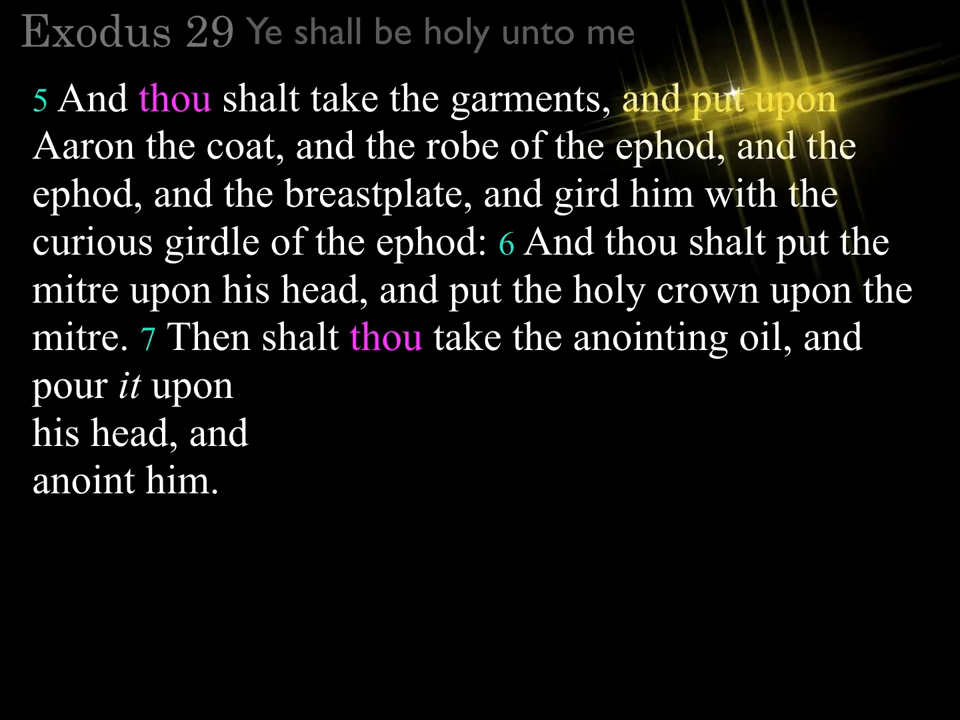 Exodus 29 Ye shall be holy unto me
5 And thou shalt take the garments, and put upon
Aaron the coat, and the robe of the ephod, and the
ephod, and the breastplate, and gird him with the
curious girdle of the ephod: 6 And thou shalt put the
mitre upon his head, and put the holy crown upon the
mitre. 7 Then shalt thou take the anointing oil, and
pour it upon
his head, and
anoint him.